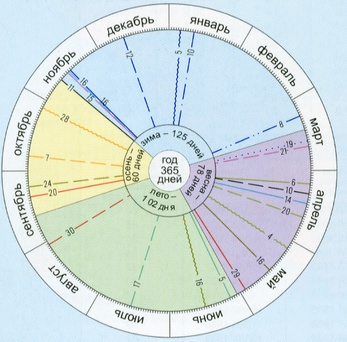 январь
февраль
март
апрель
май
июнь
июль
август
сентябрь
октябрь
ноябрь
декабрь
зима – 125 дней
весна – 78 дней
лето – 102 дня
осень – 60 дней
год
365
дней
5
10
8
19
21
6
10
14
20
4
16
29
5
16
17
30
20
24
7
28
11
15
16
16
12